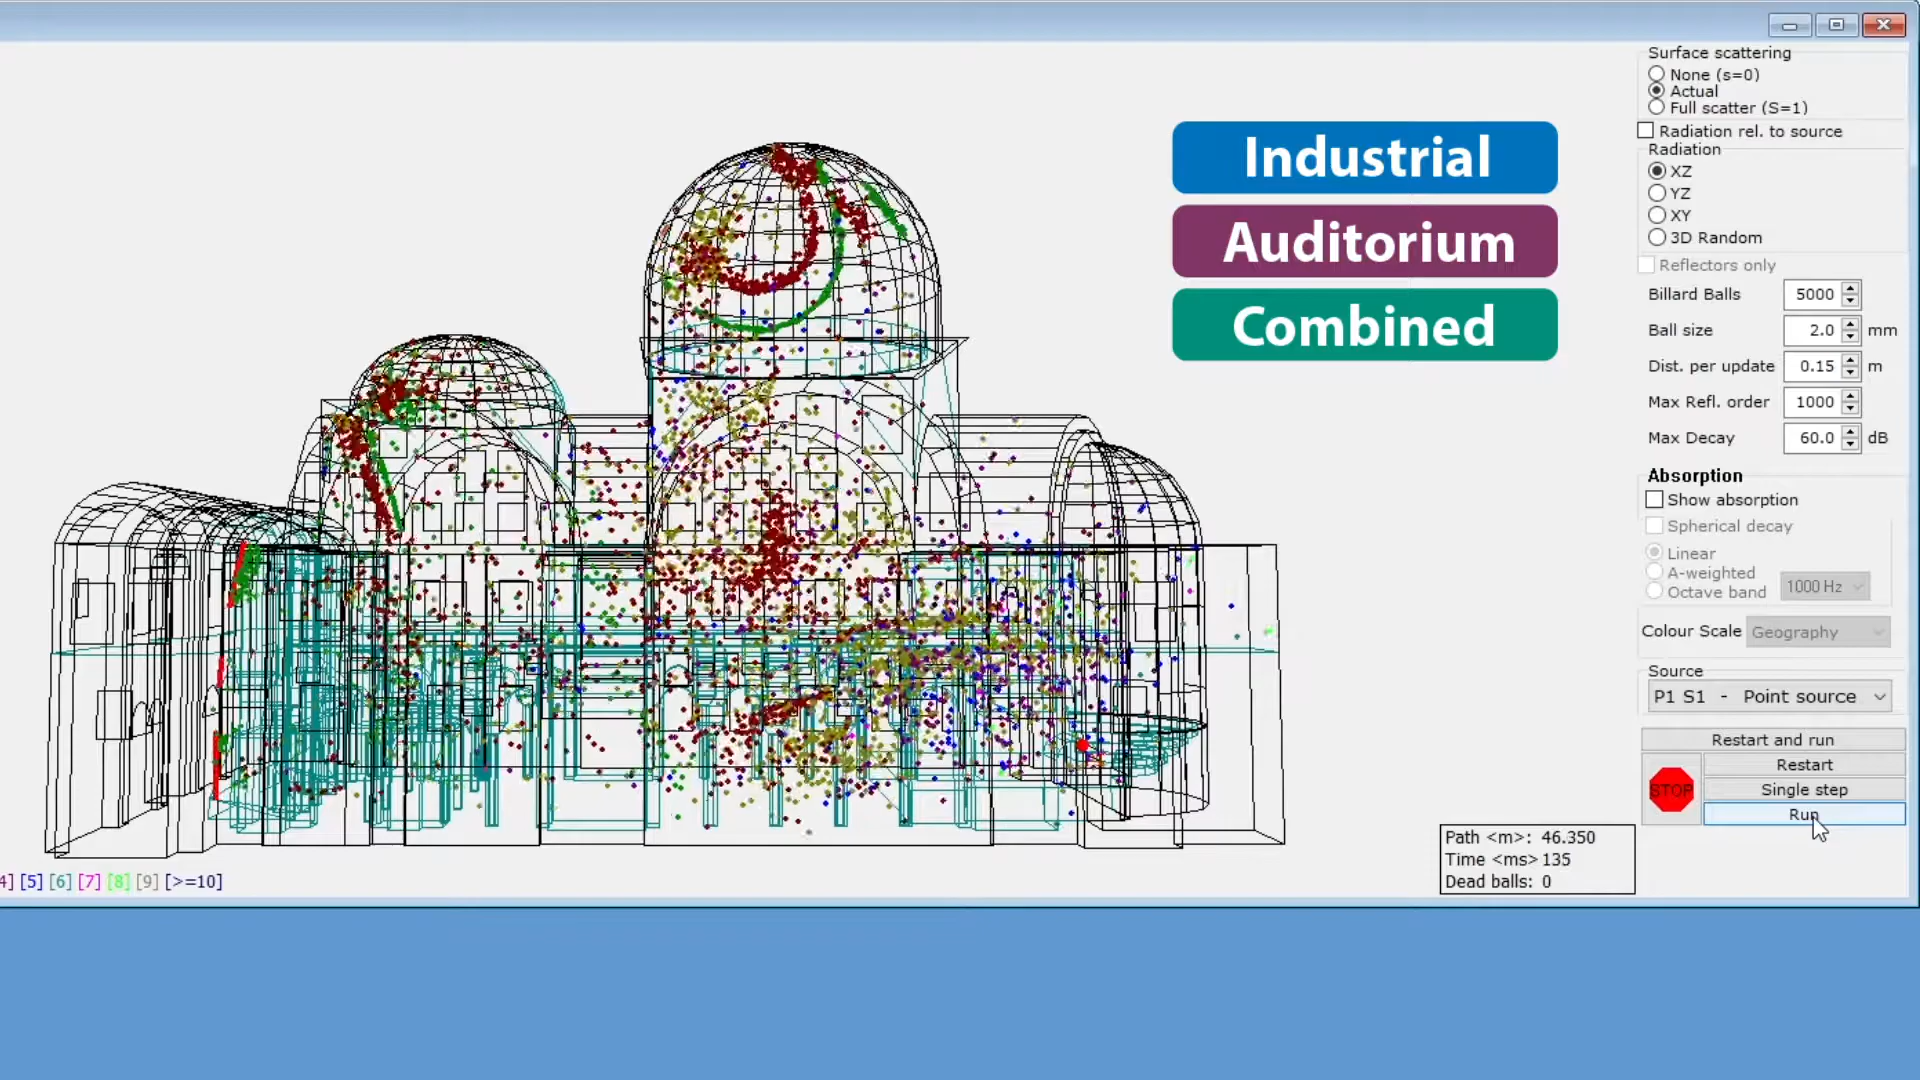 Surface scattering
None (s=0)
Actual
Full scatter (S=1)
Radiation rel. to source
Radiation
XZ
YZ
XY
3D Random
Reflectors only
Billard Balls 5000
Ball size 2.0 mm
Dist. per update 0.15 m
Max Refl. order 1000
Max Decay 60.0 dB
Absorption
Show absorption
Spherical decay
Linear
A-weighted
Octave band 1000 Hz
Colour Scale Geography
Source
P1 S1 - Point source
Restart and run
STOP
Restart
Single step
Run
Industrial
Auditorium
Combined
Path <m>: 46.350
Time <ms> 135
Dead balls: 0
4] [5] [6] [7] [8] [9] [>=10]